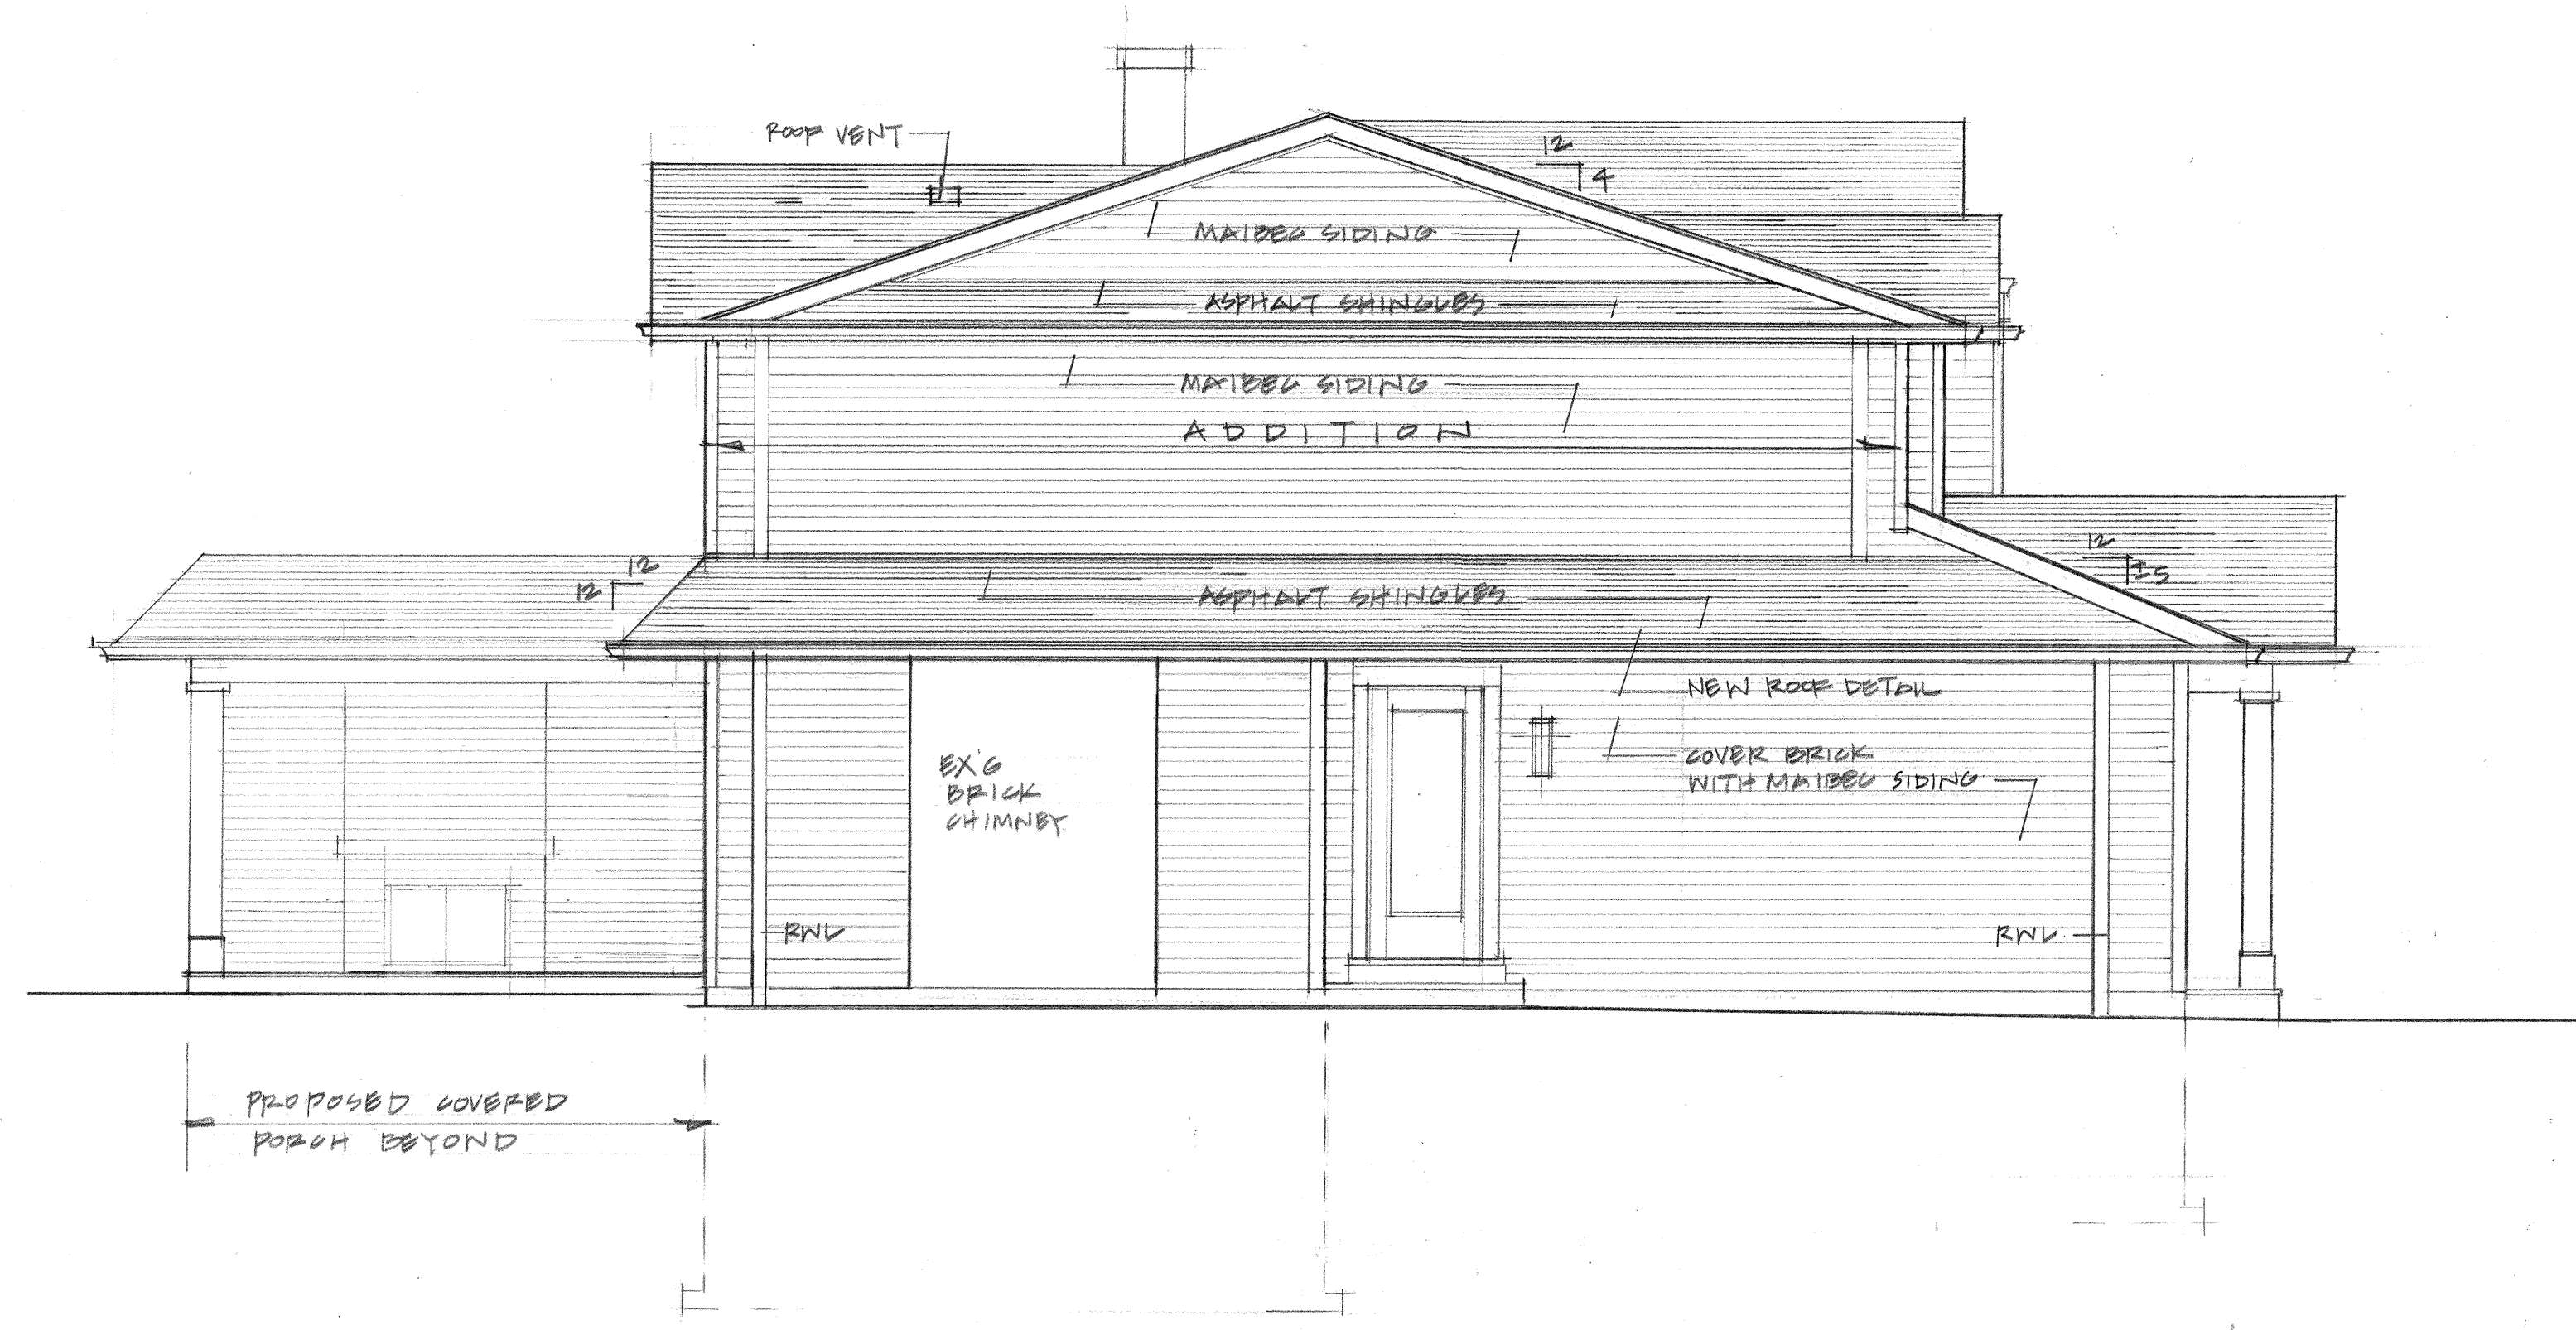 ROOF VENT
12
4
MAIBEC SIDING
ASPHALT SHINGLES
MAIBEC SIDING
ADDITION
12
12
12
±5
ASPHALT SHINGLES
NEW ROOF DETAIL
EX'G
BRICK
CHIMNEY
COVER BRICK
WITH MAIBEC SIDING
RWL
RWL
PROPOSED COVERED
PORCH BEYOND